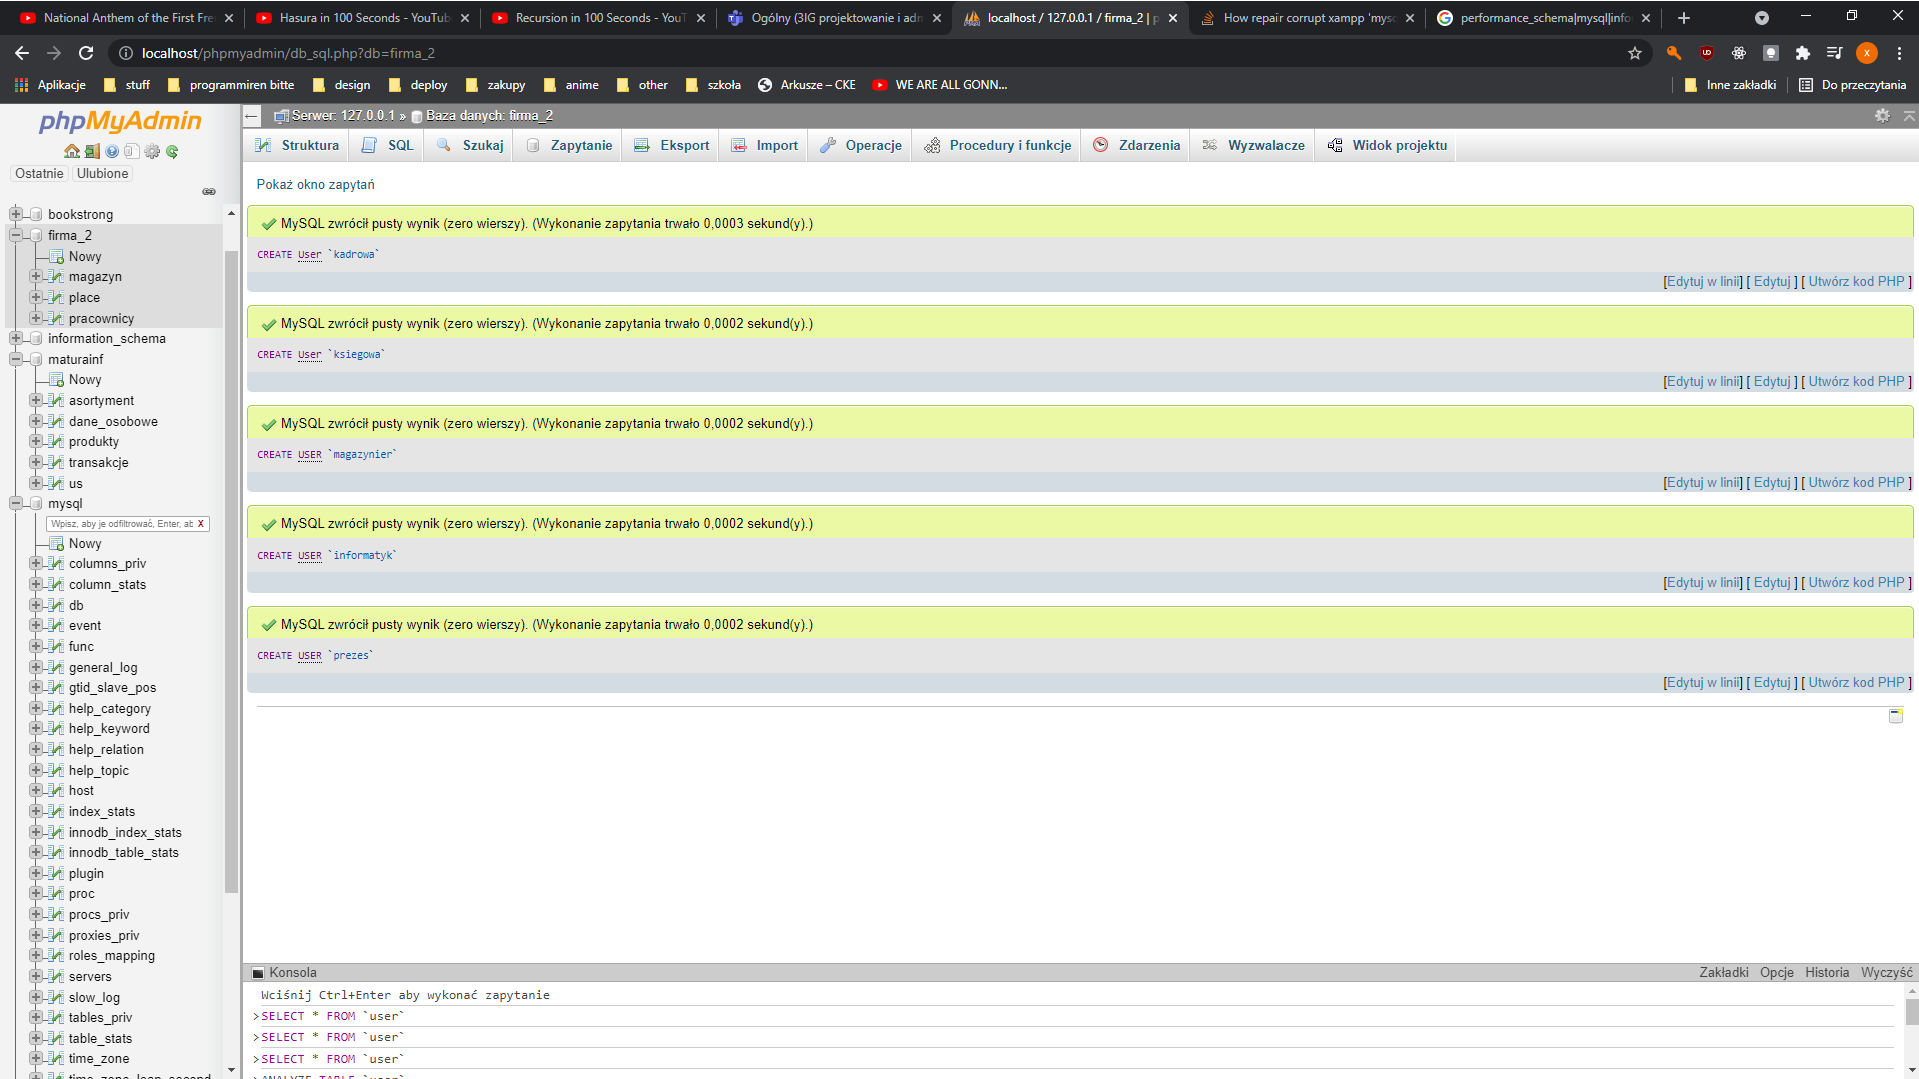 National Anthem of the First Fre
Hasura in 100 Seconds - YouTub
Recursion in 100 Seconds - YouT
Ogólny (3IG projektowanie i adm
localhost / 127.0.0.1 / firma_2 | p
How repair corrupt xampp 'mysq
performance_schema|mysql|info
localhost/phpmyadmin/db_sql.php?db=firma_2
Aplikacje
stuff
programmiren bitte
design
deploy
zakupy
anime
other
szkoła
Arkusze – CKE
WE ARE ALL GONN...
Inne zakładki
Do przeczytania
phpMyAdmin
Ostatnie
Ulubione
bookstrong
firma_2
Nowy
magazyn
place
pracownicy
information_schema
maturainf
Nowy
asortyment
dane_osobowe
produkty
transakcje
us
mysql
Wpisz, aby je odfiltrować, Enter, ab X
Nowy
columns_priv
column_stats
db
event
func
general_log
gtid_slave_pos
help_category
help_keyword
help_relation
help_topic
host
index_stats
innodb_index_stats
innodb_table_stats
plugin
proc
procs_priv
proxies_priv
roles_mapping
servers
slow_log
tables_priv
table_stats
time_zone
time_zone_leap_second
Serwer: 127.0.0.1 » Baza danych: firma_2
Struktura
SQL
Szukaj
Zapytanie
Eksport
Import
Operacje
Procedury i funkcje
Zdarzenia
Wyzwalacze
Widok projektu
Pokaż okno zapytań
MySQL zwrócił pusty wynik (zero wierszy). (Wykonanie zapytania trwało 0,0003 sekund(y).)
CREATE User `kadrowa`
[Edytuj w linii] [ Edytuj ] [ Utwórz kod PHP ]
MySQL zwrócił pusty wynik (zero wierszy). (Wykonanie zapytania trwało 0,0002 sekund(y).)
CREATE User `ksiegowa`
[Edytuj w linii] [ Edytuj ] [ Utwórz kod PHP ]
MySQL zwrócił pusty wynik (zero wierszy). (Wykonanie zapytania trwało 0,0002 sekund(y).)
CREATE USER `magazynier`
[Edytuj w linii] [ Edytuj ] [ Utwórz kod PHP ]
MySQL zwrócił pusty wynik (zero wierszy). (Wykonanie zapytania trwało 0,0002 sekund(y).)
CREATE USER `informatyk`
[Edytuj w linii] [ Edytuj ] [ Utwórz kod PHP ]
MySQL zwrócił pusty wynik (zero wierszy). (Wykonanie zapytania trwało 0,0002 sekund(y).)
CREATE USER `prezes`
[Edytuj w linii] [ Edytuj ] [ Utwórz kod PHP ]
Konsola
Zakładki Opcje Historia Wyczyść
Wciśnij Ctrl+Enter aby wykonać zapytanie
>SELECT * FROM `user`
>SELECT * FROM `user`
>SELECT * FROM `user`
>ANALYZE TABLE `user`